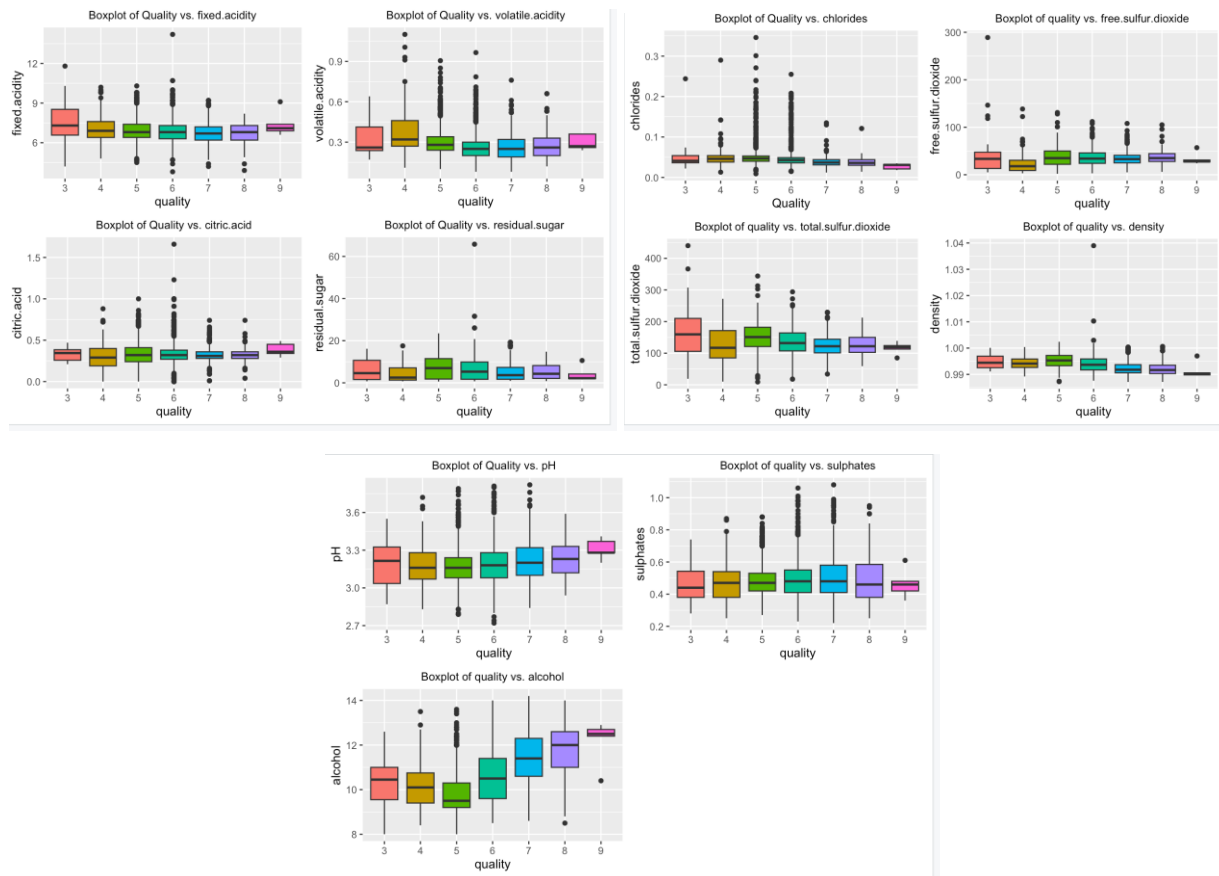 Boxplot of Quality vs. fixed.acidity
fixed.acidity
12
9
6
3 4 5 6 7 8 9
quality
Boxplot of Quality vs. volatile.acidity
volatile.acidity
0.9
0.6
0.3
3 4 5 6 7 8 9
quality
Boxplot of Quality vs. chlorides
chlorides
0.3
0.2
0.1
0.0
3 4 5 6 7 8 9
Quality
Boxplot of quality vs. free.sulfur.dioxide
free.sulfur.dioxide
300
200
100
0
3 4 5 6 7 8 9
quality
Boxplot of Quality vs. citric.acid
citric.acid
1.5
1.0
0.5
0.0
3 4 5 6 7 8 9
quality
Boxplot of Quality vs. residual.sugar
residual.sugar
60
40
20
0
3 4 5 6 7 8 9
quality
Boxplot of quality vs. total.sulfur.dioxide
total.sulfur.dioxide
400
300
200
100
0
3 4 5 6 7 8 9
quality
Boxplot of quality vs. density
density
1.04
1.03
1.02
1.01
1.00
0.99
3 4 5 6 7 8 9
quality
Boxplot of Quality vs. pH
pH
3.6
3.3
3.0
2.7
3 4 5 6 7 8 9
quality
Boxplot of quality vs. sulphates
sulphates
1.0
0.8
0.6
0.4
0.2
3 4 5 6 7 8 9
quality
Boxplot of quality vs. alcohol
alcohol
14
12
10
8
3 4 5 6 7 8 9
quality